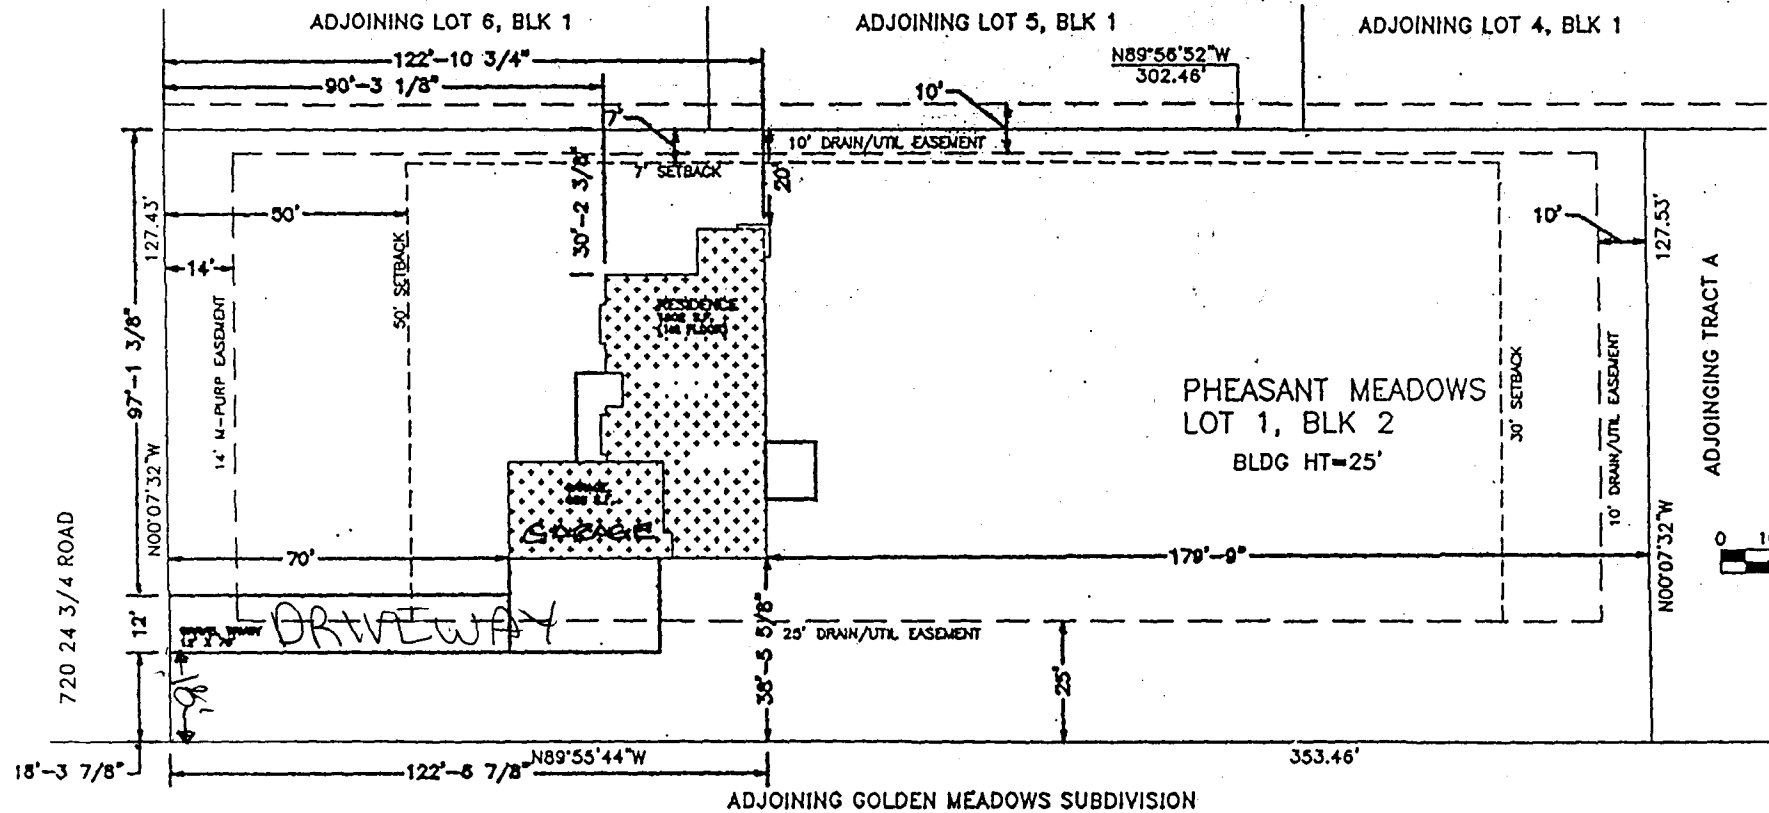 ADJOINING LOT 6, BLK 1
ADJOINING LOT 5, BLK 1
ADJOINING LOT 4, BLK 1
122'-10 3/4"
N89°56'52"W
302.46'
90'-3 1/8"
10'
7'
10' DRAIN/UTIL EASEMENT
7' SETBACK
20'
30'-2 3/8"
127.43'
50'
10'
127.53'
14'
50' SETBACK
14' M-PURP EASEMENT
97'-1 3/8"
RESIDENCE
PHEASANT MEADOWS
LOT 1, BLK 2
BLDG HT=25'
30' SETBACK
10' DRAIN/UTIL EASEMENT
ADJOINGING TRACT A
N00°07'32"W
N00°07'32"W
GARAGE
70'
179'-9"
0
10
720 24 3/4 ROAD
12'
DRIVEWAY
25' DRAIN/UTIL EASEMENT
38'-5 5/8"
25'
18'
18'-3 7/8"
122'-6 7/8"
N89°55'44"W
353.46'
ADJOINING GOLDEN MEADOWS SUBDIVISION